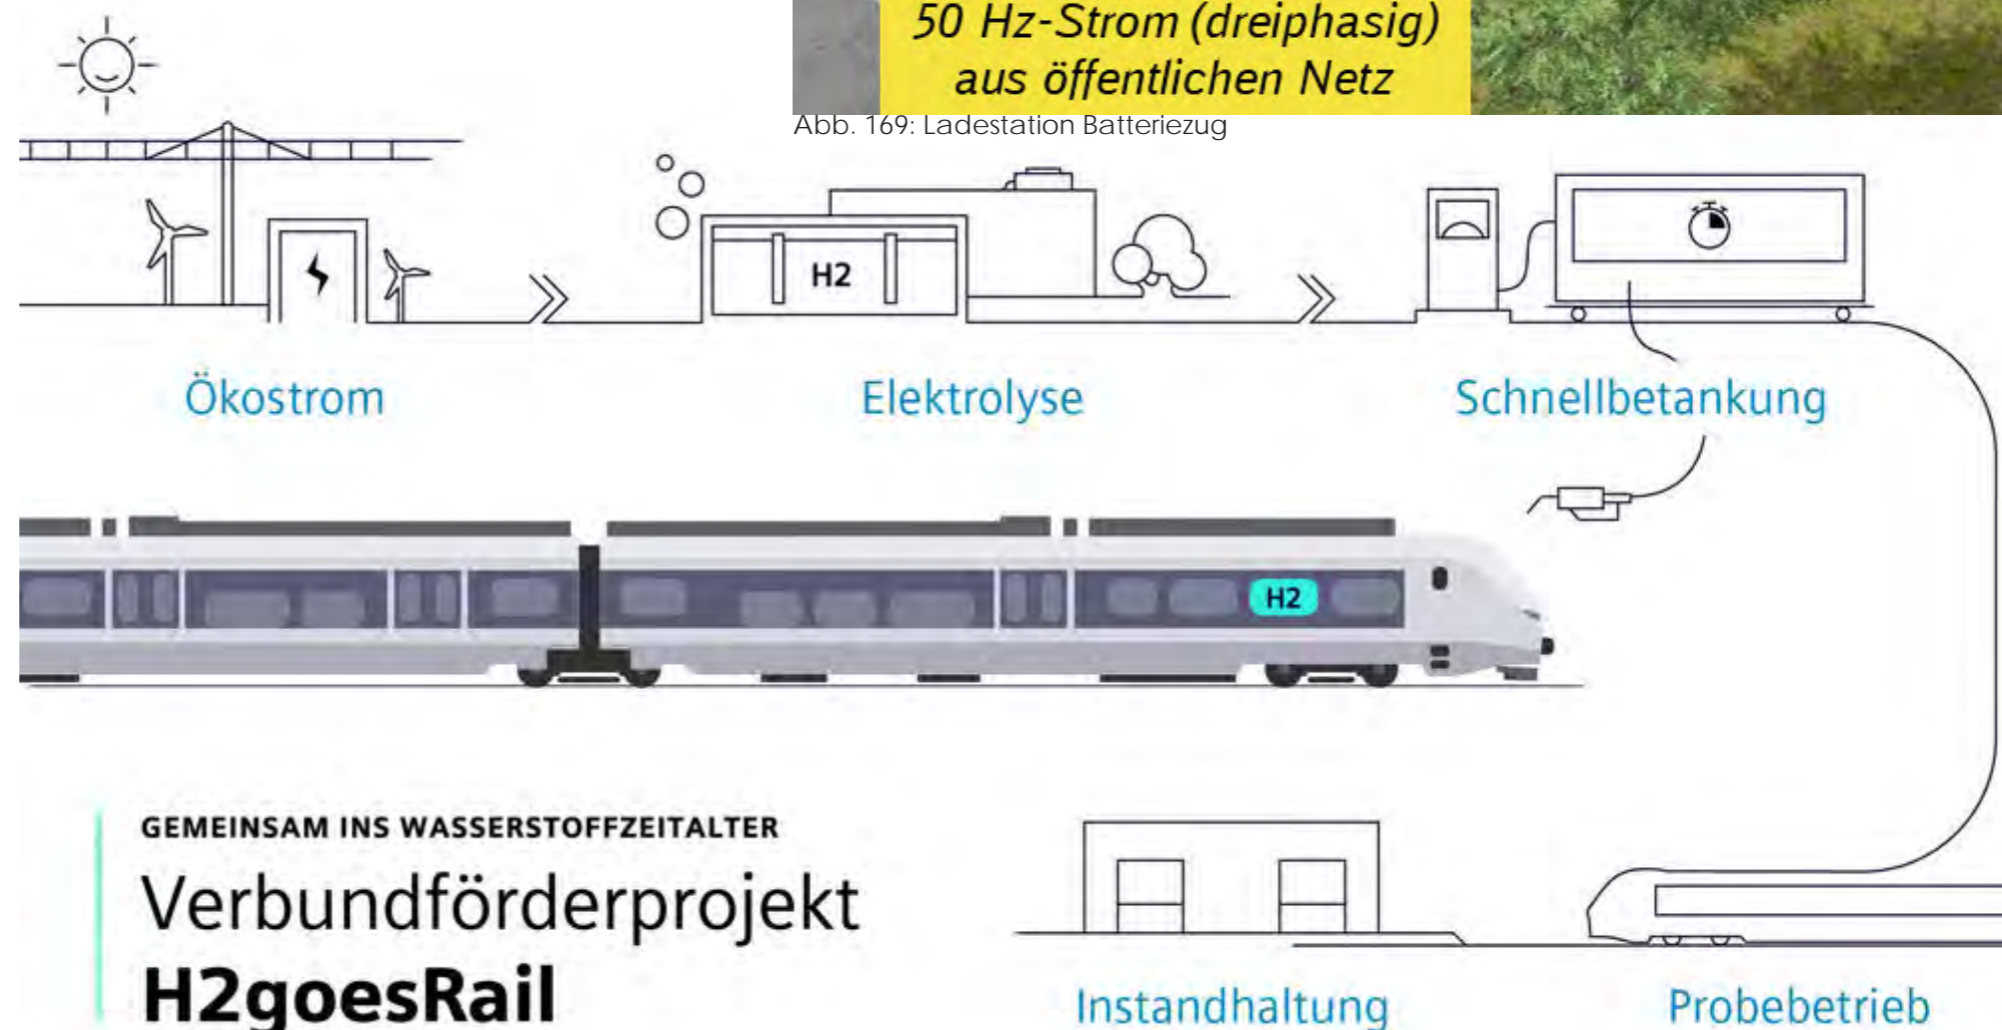 50 Hz-Strom (dreiphasig)
aus öffentlichen Netz
Abb. 169: Ladestation Batteriezug
H2
Ökostrom
Elektrolyse
Schnellbetankung
H2
GEMEINSAM INS WASSERSTOFFZEITALTER
Verbundförderprojekt
H2goesRail
Instandhaltung
Probebetrieb